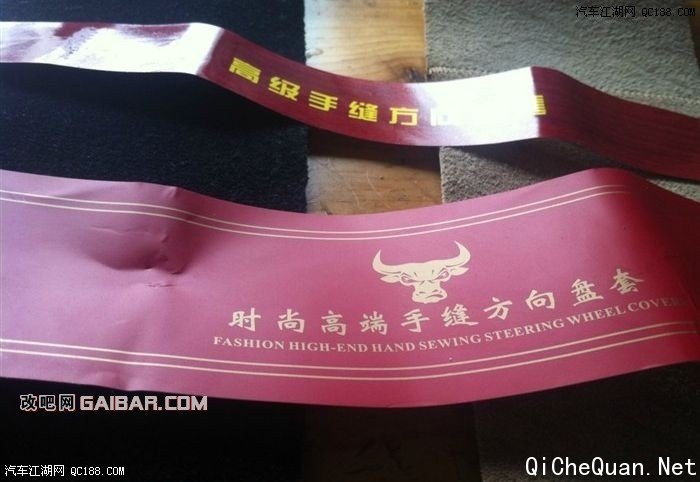 汽车江湖网 QC188.COM
高级手缝方
时尚高端手缝方向盘套
FASHION HIGH-END HAND SEWING STEERING WHEEL COVERS
改吧网 GAIBAR.COM
汽车江湖网 QC188.COM
QiCheQuan.Net